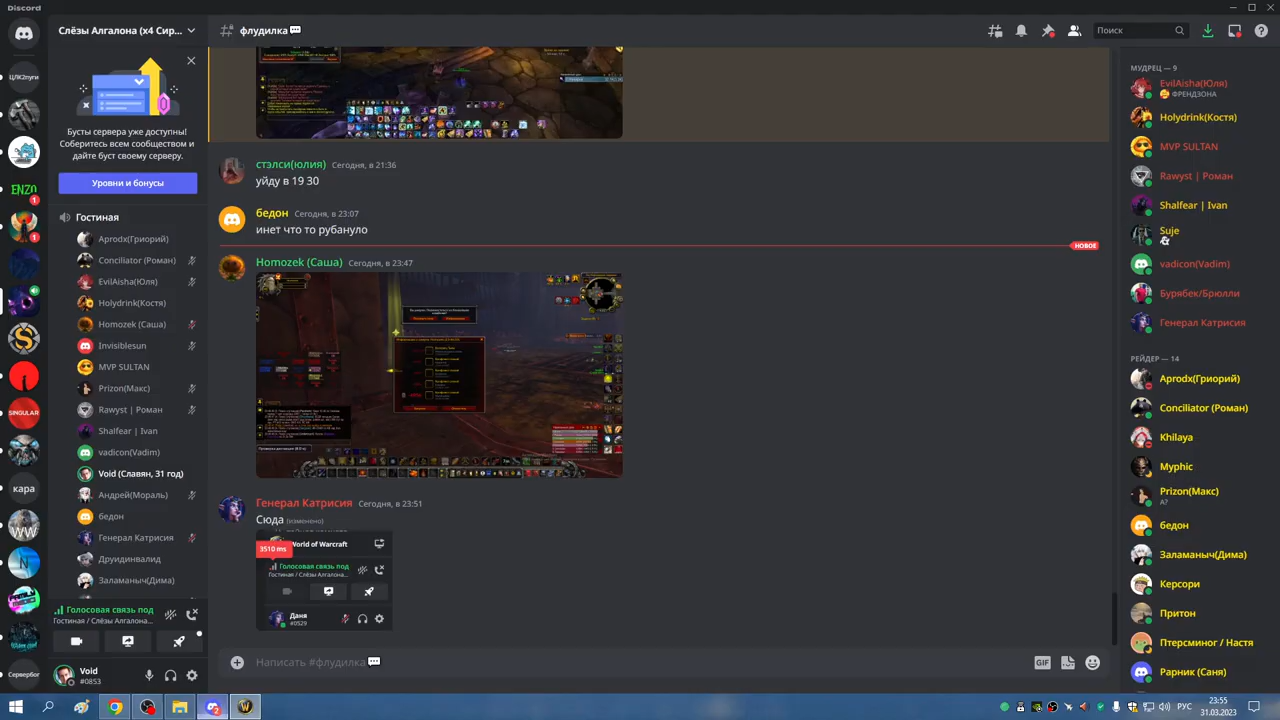 Discord
Слёзы Алгалона (x4 Сир...
флудилка
Поиск
Бусты сервера уже доступны!
Соберитесь всем сообществом и
дайте буст своему серверу.
Уровни и бонусы
Гостиная
Aprodx(Гриорий)
Conciliator (Роман)
EvilAisha(Юля)
Holydrink(Костя)
Homozek (Саша)
Invisiblesun
MVP SULTAN
Prizon(Макс)
Rawyst | Роман
Shalfear | Ivan
vadicon(Vadim)
Void (Славян, 31 год)
Андрей(Мораль)
бедон
Генерал Катрисия
Друидинвалид
Заламаныч(Дима)
Голосовая связь под
Гостиная / Слёзы Алгалона...
Void
#0853
ENZO
1
1
SINGULAR
кара
WW
Серверbor
стэлси(юлия) Сегодня, в 21:36
уйду в 19 30
бедон Сегодня, в 23:07
инет что то рубануло
НОВОЕ
Homozek (Саша) Сегодня, в 23:47
Генерал Катрисия Сегодня, в 23:51
Сюда (изменено)
World of Warcraft
3510 ms
Голосовая связь под
Гостиная / Слёзы Алгалона...
Даня
#0529
Написать #флудилка
GIF
МУДРЕЦ — 9
EvilAisha(Юля)
ФРЕНДЗОНА
Holydrink(Костя)
MVP SULTAN
Rawyst | Роман
Shalfear | Ivan
Suje
vadicon(Vadim)
Бурябек/Брюлли
Генерал Катрисия
РЕЙДЕР — 14
Aprodx(Гриорий)
Conciliator (Роман)
Khilaya
Myphic
Prizon(Макс)
А?
бедон
Заламаныч(Дима)
Керсори
Притон
Птерсминог / Настя
Рарник (Саня)
РУС
23:55
31.03.2023